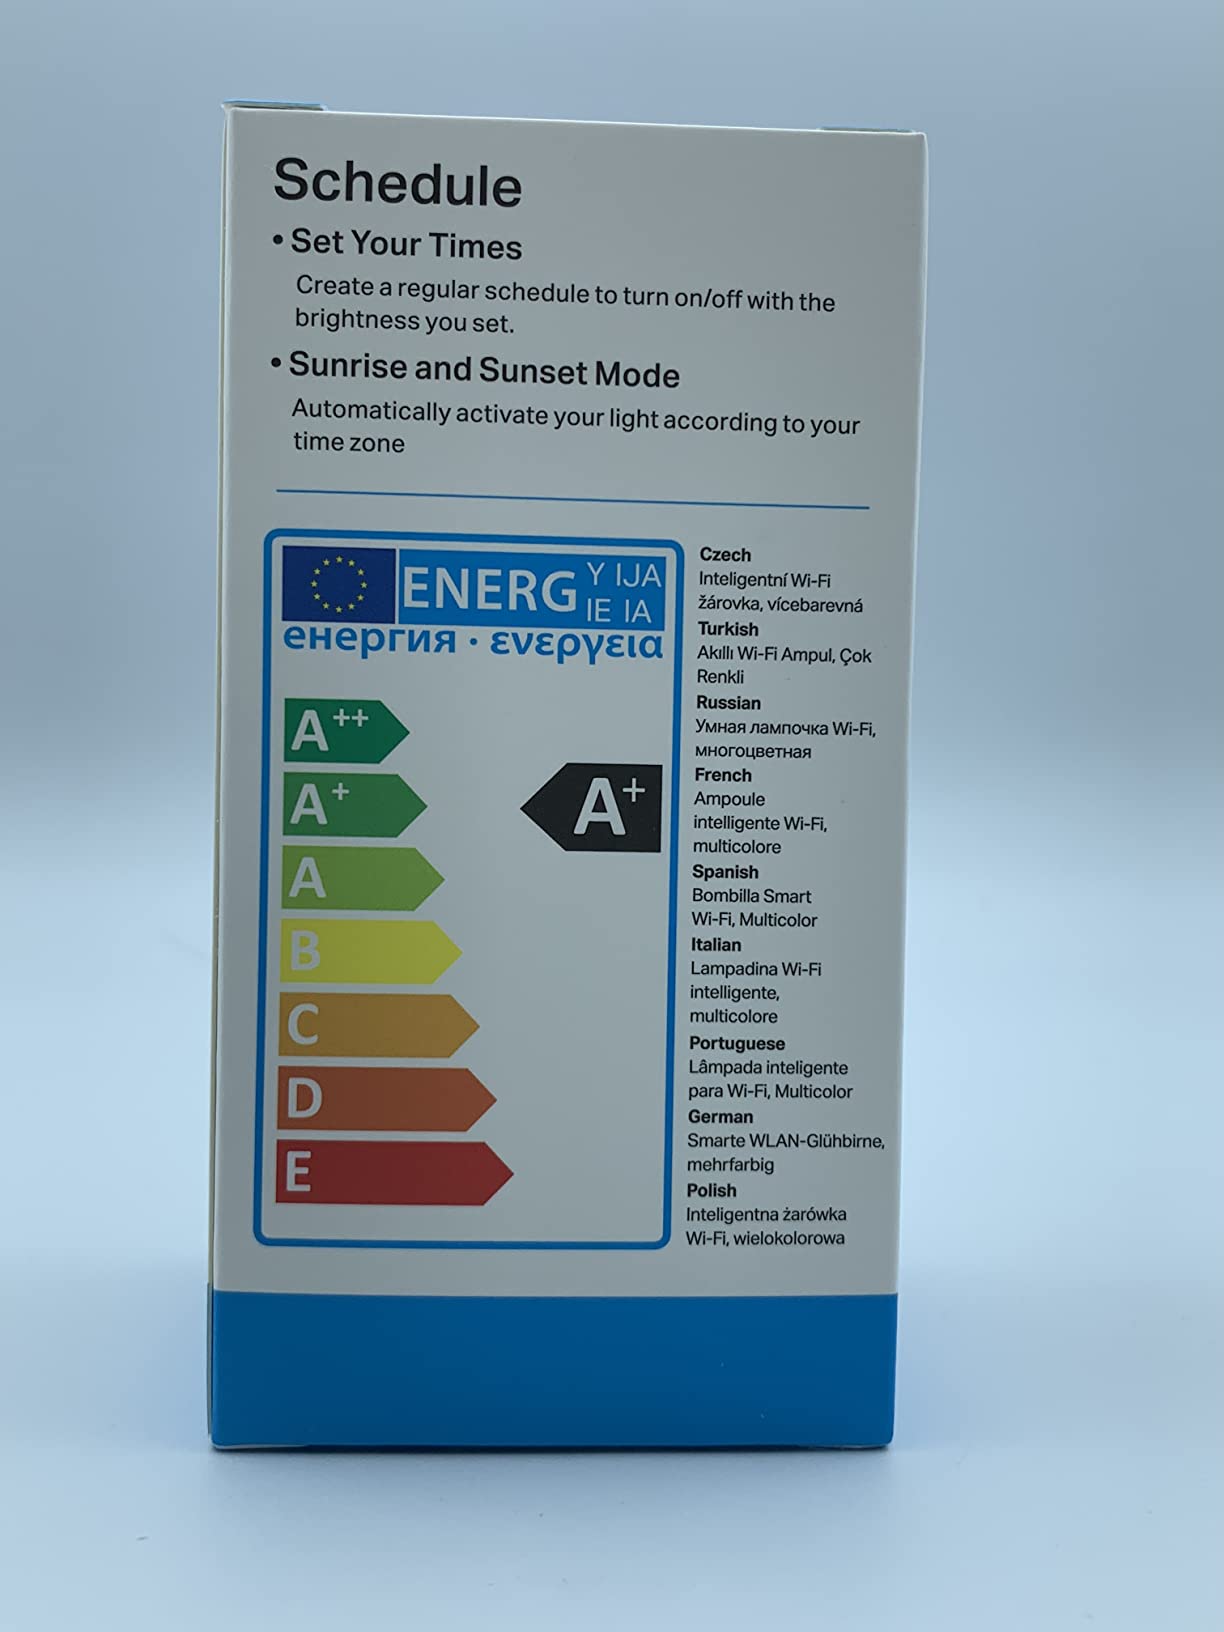 Schedule
• Set Your Times
Create a regular schedule to turn on/off with the
brightness you set.
• Sunrise and Sunset Mode
Automatically activate your light according to your
time zone
ENERG Y IJA
IE IA
енергия · ενεργεια
A++
A+
A
B
C
D
E
A+
Czech
Inteligentní Wi-Fi
žárovka, vícebarevná
Turkish
Akıllı Wi-Fi Ampul, Çok
Renkli
Russian
Умная лампочка Wi-Fi,
многоцветная
French
Ampoule
intelligente Wi-Fi,
multicolore
Spanish
Bombilla Smart
Wi-Fi, Multicolor
Italian
Lampadina Wi-Fi
intelligente,
multicolore
Portuguese
Lâmpada inteligente
para Wi-Fi, Multicolor
German
Smarte WLAN-Glühbirne,
mehrfarbig
Polish
Inteligentna żarówka
Wi-Fi, wielokolorowa